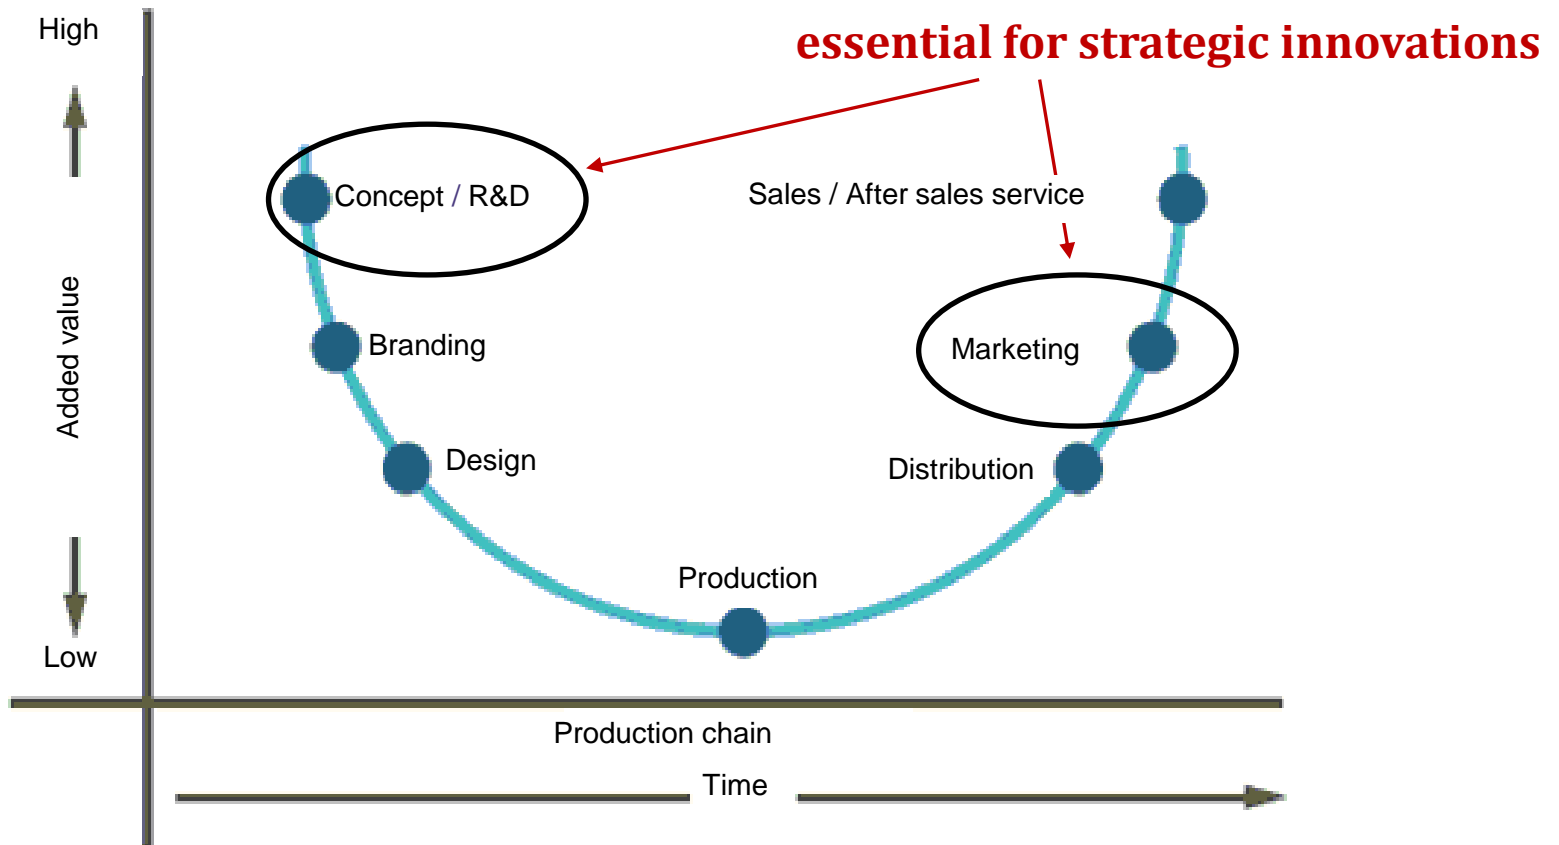 High
essential for strategic innovations
Concept / R&D
Sales / After sales service
Added value
Branding
Marketing
Design
Distribution
Production
Low
Production chain
Time